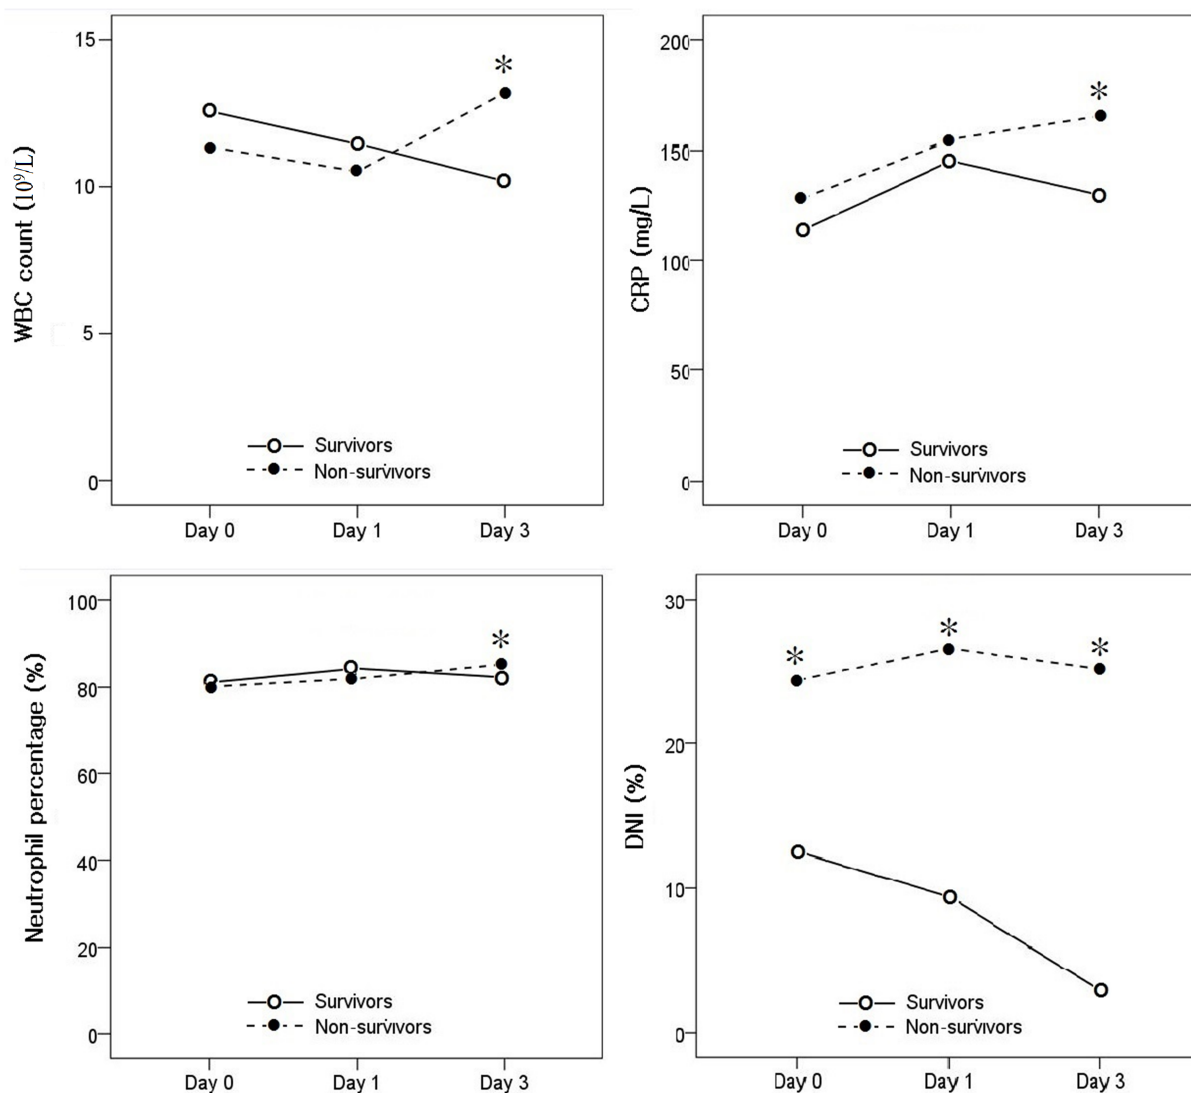 15
10
5
0
WBC count (10⁹/L)
*
Survivors
Non-survivors
Day 0 Day 1 Day 3
200
150
100
50
0
CRP (mg/L)
*
Survivors
Non-survivors
Day 0 Day 1 Day 3
100
80
60
40
20
0
Neutrophil percentage (%)
*
Survivors
Non-survivors
Day 0 Day 1 Day 3
30
20
10
0
DNI (%)
* * *
Survivors
Non-survivors
Day 0 Day 1 Day 3